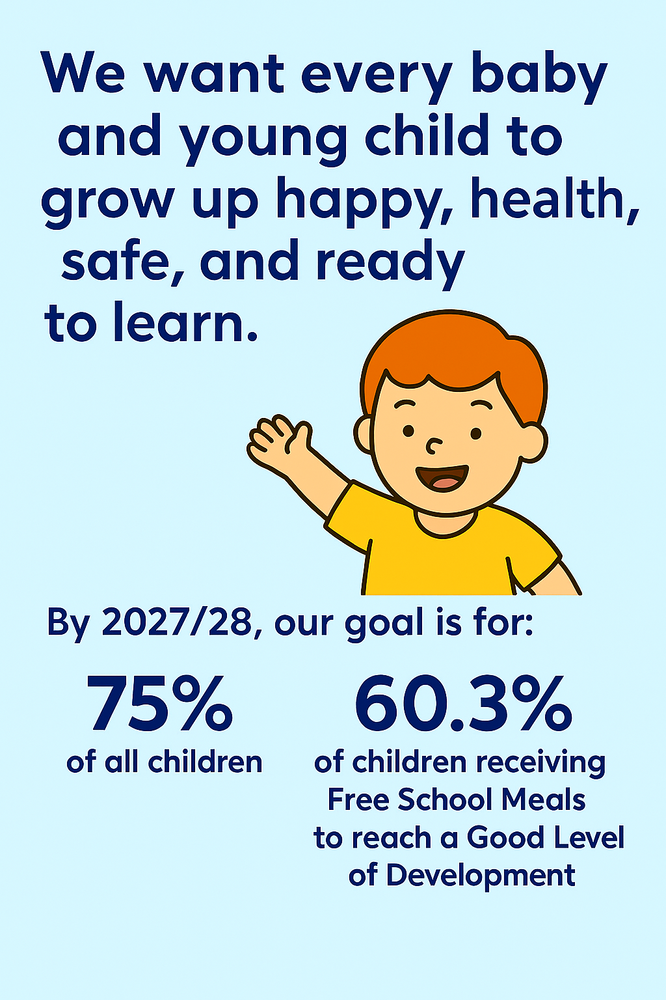 We want every baby
and young child to
grow up happy, health,
safe, and ready
to learn.
By 2027/28, our goal is for:
75%
of all children
60.3%
of children receiving
Free School Meals
to reach a Good Level
of Development